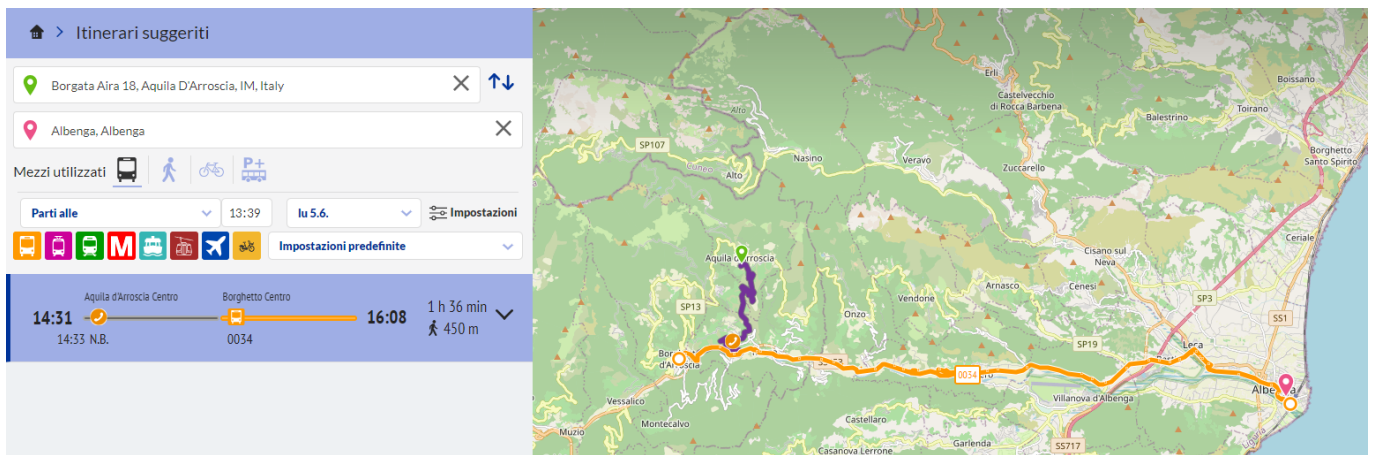 Itinerari suggeriti
Borgata Aira 18, Aquila D'Arroscia, IM, Italy
Albenga, Albenga
Mezzi utilizzati
P+
Parti alle
13:39
lu 5.6.
Impostazioni
M
Impostazioni predefinite
Aquila d'Arroscia Centro
Borghetto Centro
14:31
16:08
1 h 36 min
450 m
14:33 N.B.
0034
Erli
Castelvecchio
di Rocca Barbena
Boissano
Toirano
Balestrino
Alto
SP107
Nasino
Veravo
Zuccarello
Borghetto
Santo Spirito
Alto
Ceriale
Cisano sul
Neva
Aquila d'Arroscia
Arnasco
Cenesi
Vendone
SP3
SP13
Onzo
SS1
SP19
Leca
0034
Villanova d'Albenga
Vessalico
Montecalvo
Castellaro
Muzio
Garlenda
SS717
Casanova Lerrone